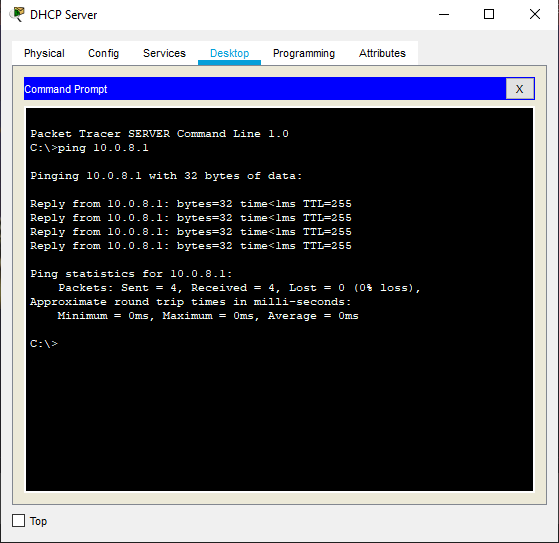 DHCP Server
Physical Config Services Desktop Programming Attributes
Command Prompt X
Packet Tracer SERVER Command Line 1.0
C:\>ping 10.0.8.1
Pinging 10.0.8.1 with 32 bytes of data:
Reply from 10.0.8.1: bytes=32 time<1ms TTL=255
Reply from 10.0.8.1: bytes=32 time<1ms TTL=255
Reply from 10.0.8.1: bytes=32 time<1ms TTL=255
Reply from 10.0.8.1: bytes=32 time<1ms TTL=255
Ping statistics for 10.0.8.1:
Packets: Sent = 4, Received = 4, Lost = 0 (0% loss),
Approximate round trip times in milli-seconds:
Minimum = 0ms, Maximum = 0ms, Average = 0ms
C:\>
Top